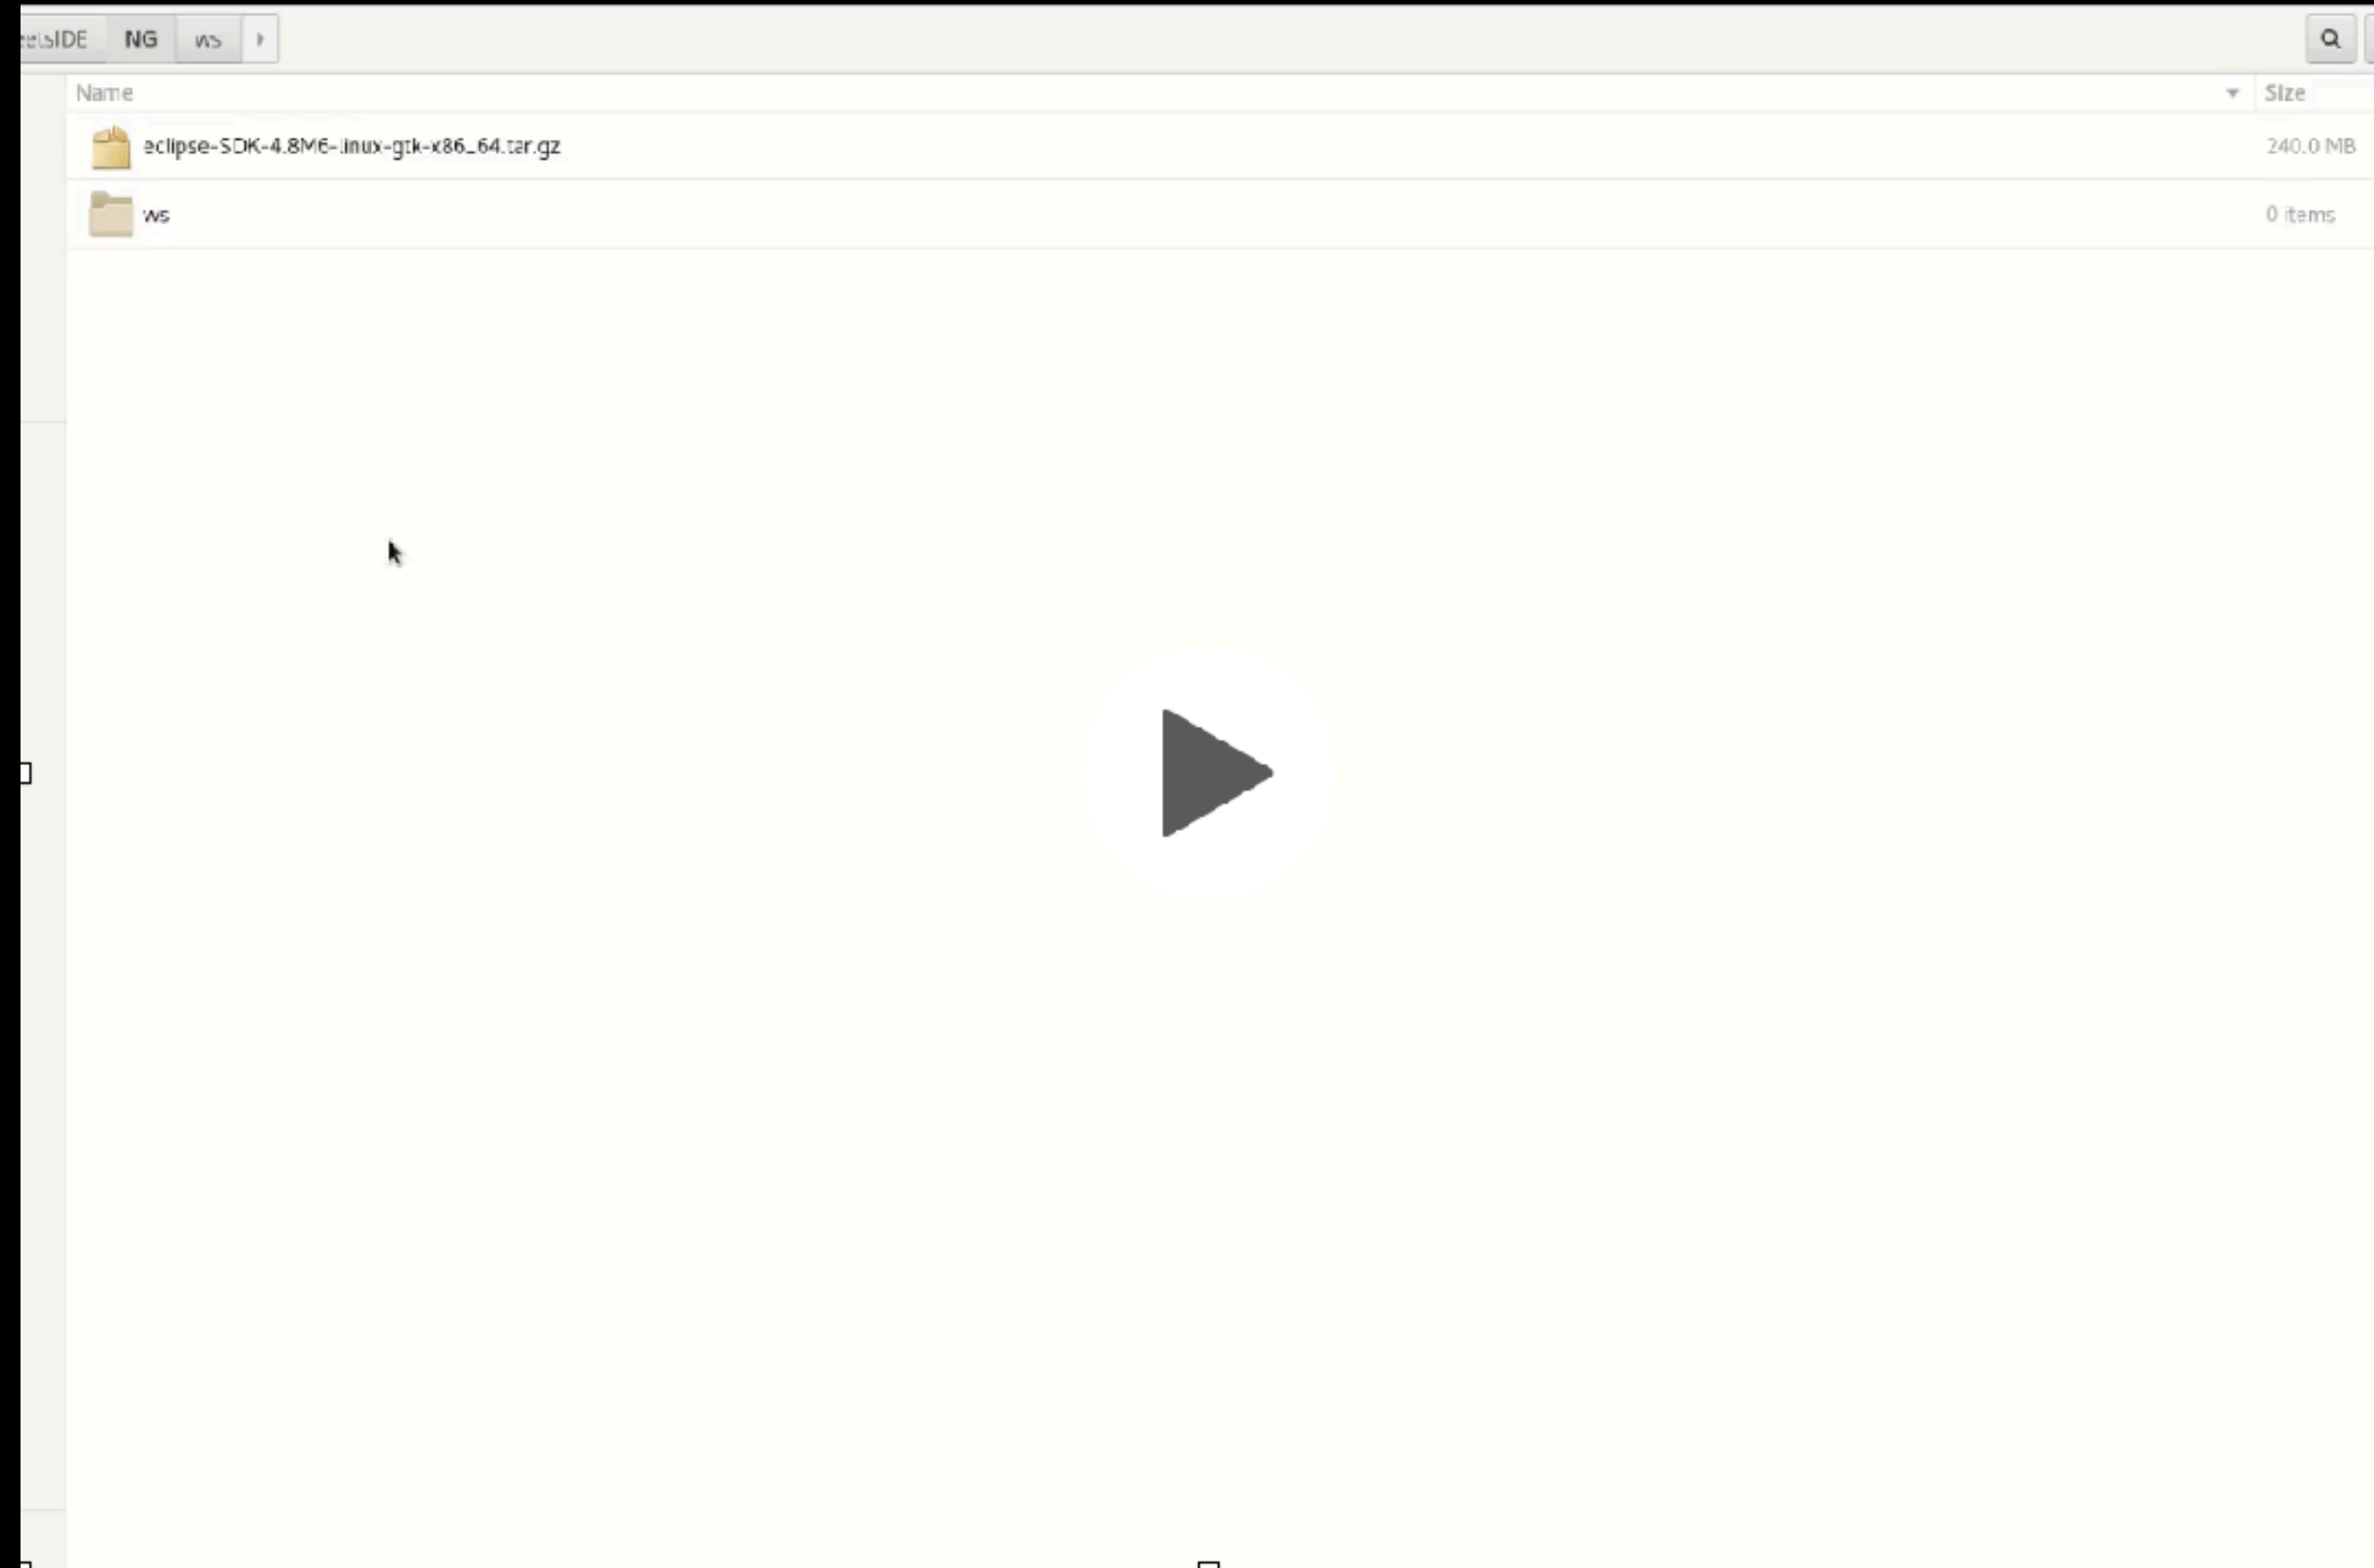 NG ws
Name Size
eclipse-SDK-4.8M6-linux-gtk-x86_64.tar.gz 240.0 MB
ws 0 items